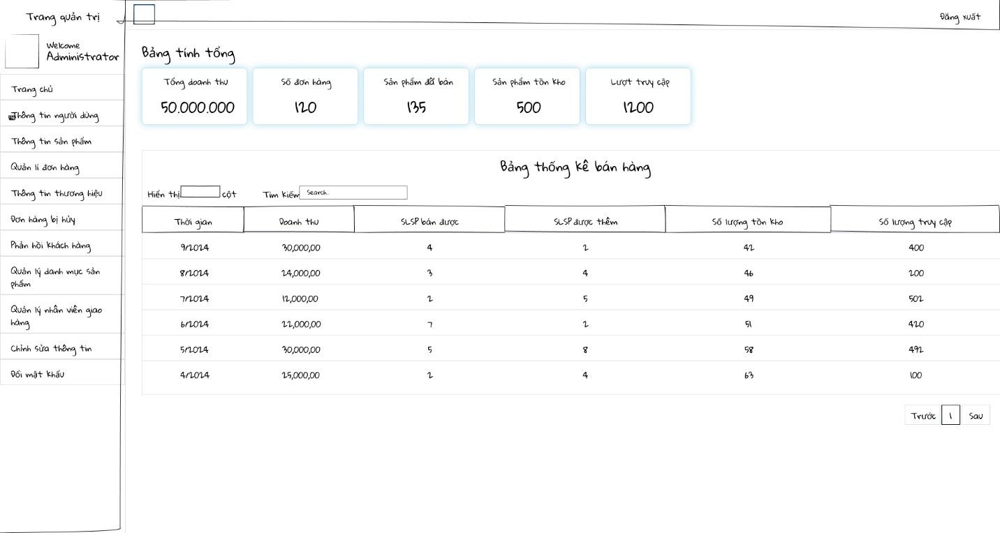 Trang quản trị
Đăng xuất
Welcome
Administrator
Trang chủ
Thông tin người dùng
Thông tin sản phẩm
Quản lí đơn hàng
Thông tin thương hiệu
Đơn hàng bị hủy
Phản hồi khách hàng
Quản lý danh mục sản
phẩm
Quản lý nhân viên giao
hàng
Chỉnh sửa thông tin
Đổi mật khẩu
Bảng tính tổng
Tổng doanh thu
50.000.000
Số đơn hàng
120
Sản phẩm đã bán
135
Sản phẩm tồn kho
500
Lượt truy cập
1200
Bảng thống kê bán hàng
Hiển thị cột Tìm kiếm Search..
Thời gian Doanh thu SLSP bán được SLSP được thêm Số lượng tồn kho Số lượng truy cập
9/2024 30,000,00 4 2 42 400
8/2024 24,000,00 3 4 46 200
7/2024 12,000,00 2 5 49 502
6/2024 22,000,00 7 2 51 420
5/2024 30,000,00 5 8 58 492
4/2024 25,000,00 2 4 63 100
Trước 1 Sau